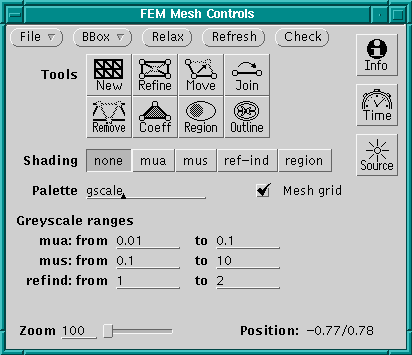 FEM Mesh Controls
File BBox Relax Refresh Check
Info
Tools
New Refine Move Join
Time
Remove Coeff Region Outline
Source
Shading none mua mus ref-ind region
Palette gscale Mesh grid
Greyscale ranges
mua: from 0.01 to 0.1
mus: from 0.1 to 10
refind: from 1 to 2
Zoom 100 Position: -0.77/0.78